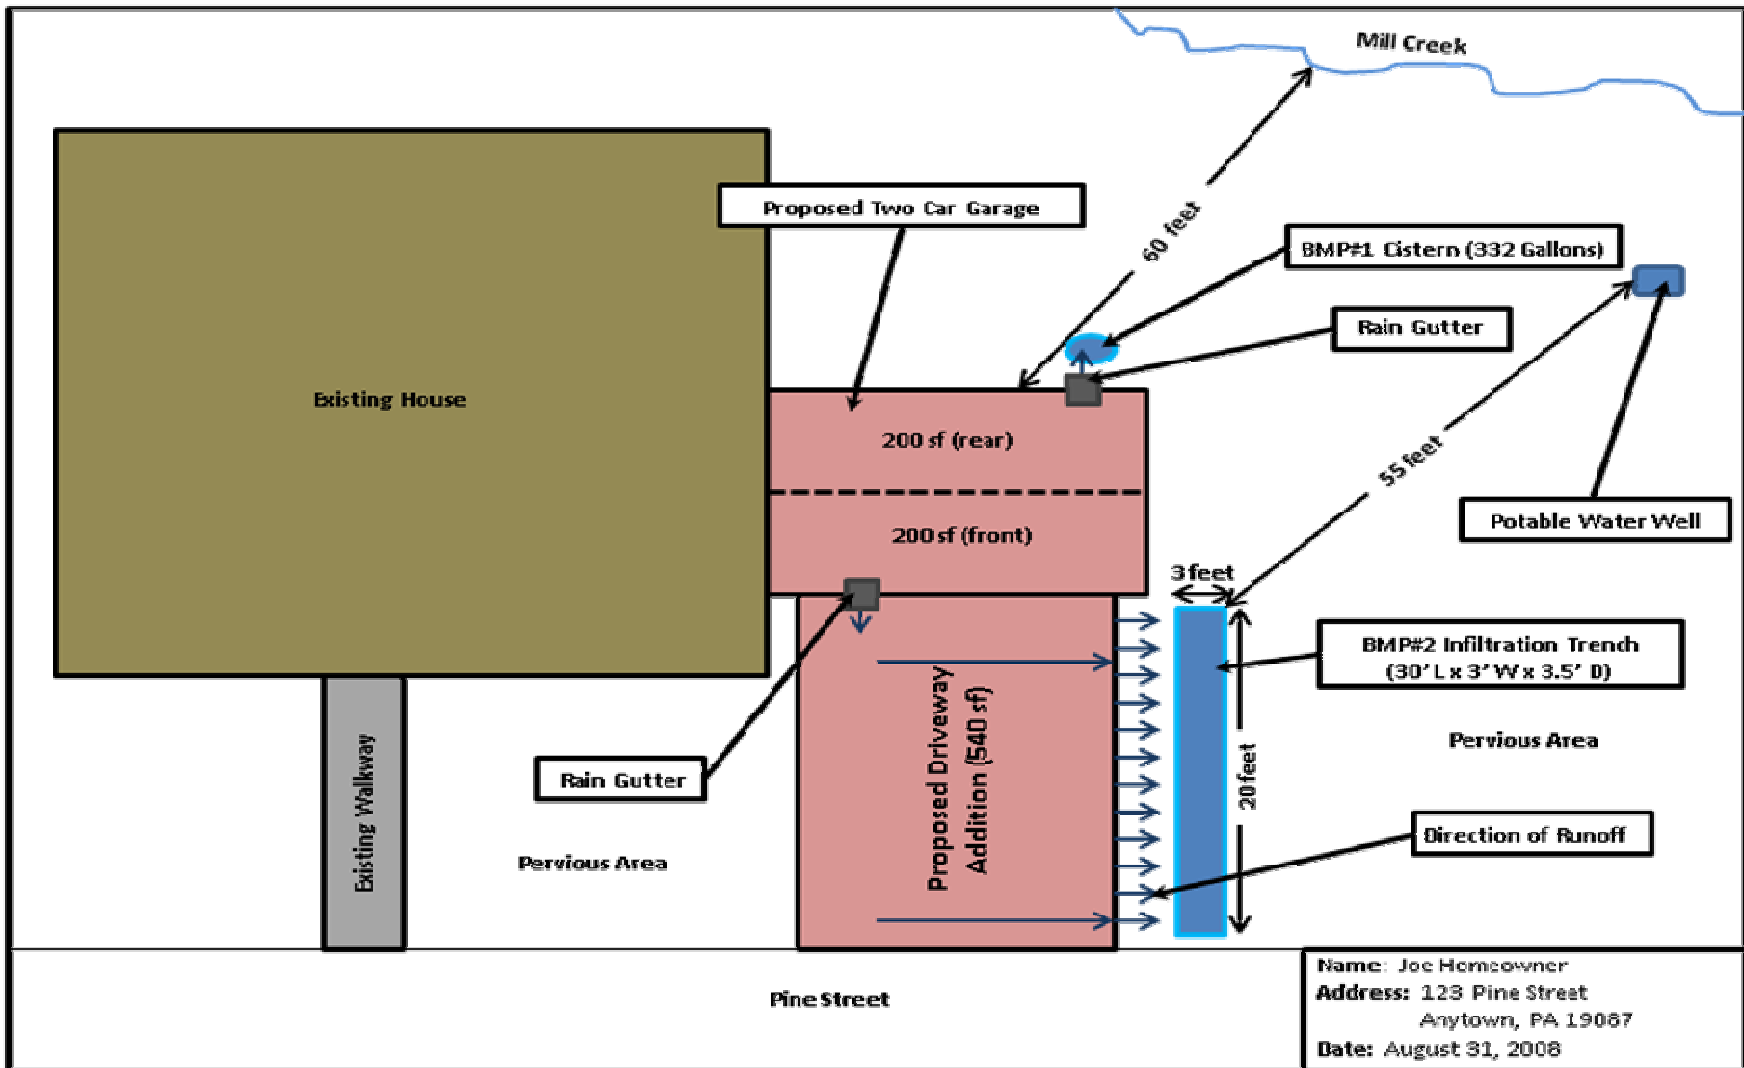 Mill Creek
Proposed Two Car Garage
60 feet
BMP#1 Cistern (332 Gallons)
Rain Gutter
Existing House
200 sf (rear)
55 feet
Potable Water Well
200 sf (front)
3 feet
BMP#2 Infiltration Trench
(30' L x 3' W x 3.5' D)
Pervious Area
Proposed Driveway
Addition (540 sf)
Rain Gutter
20 feet
Existing Walkway
Direction of Runoff
Pervious Area
Pine Street
Name: Joe Homeowner
Address: 123 Pine Street
Anytown, PA 19087
Date: August 31, 2008